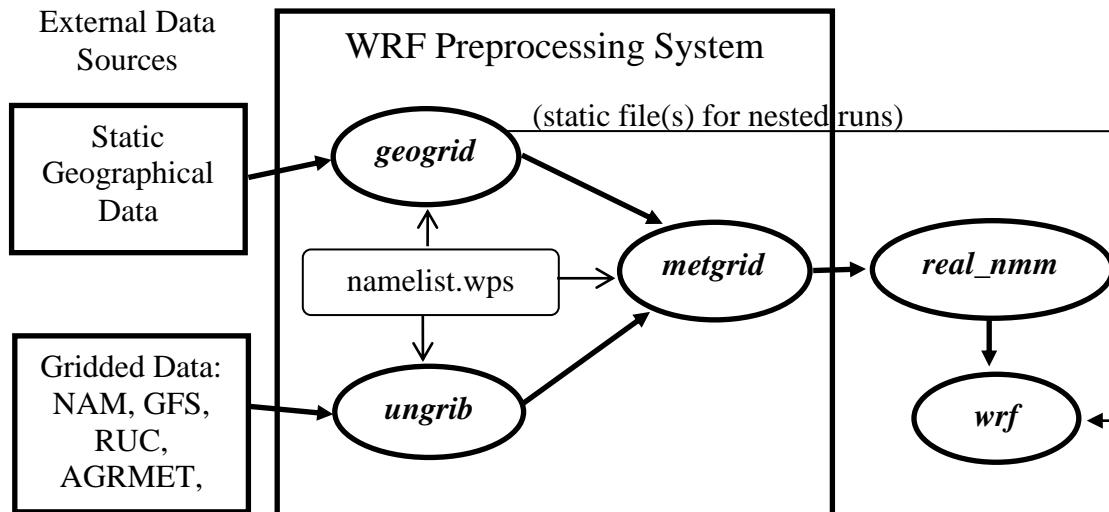 External Data
Sources
WRF Preprocessing System
(static file(s) for nested runs)
Static
Geographical
Data
geogrid
namelist.wps
metgrid
real_nmm
Gridded Data:
NAM, GFS,
RUC,
AGRMET,
ungrib
wrf